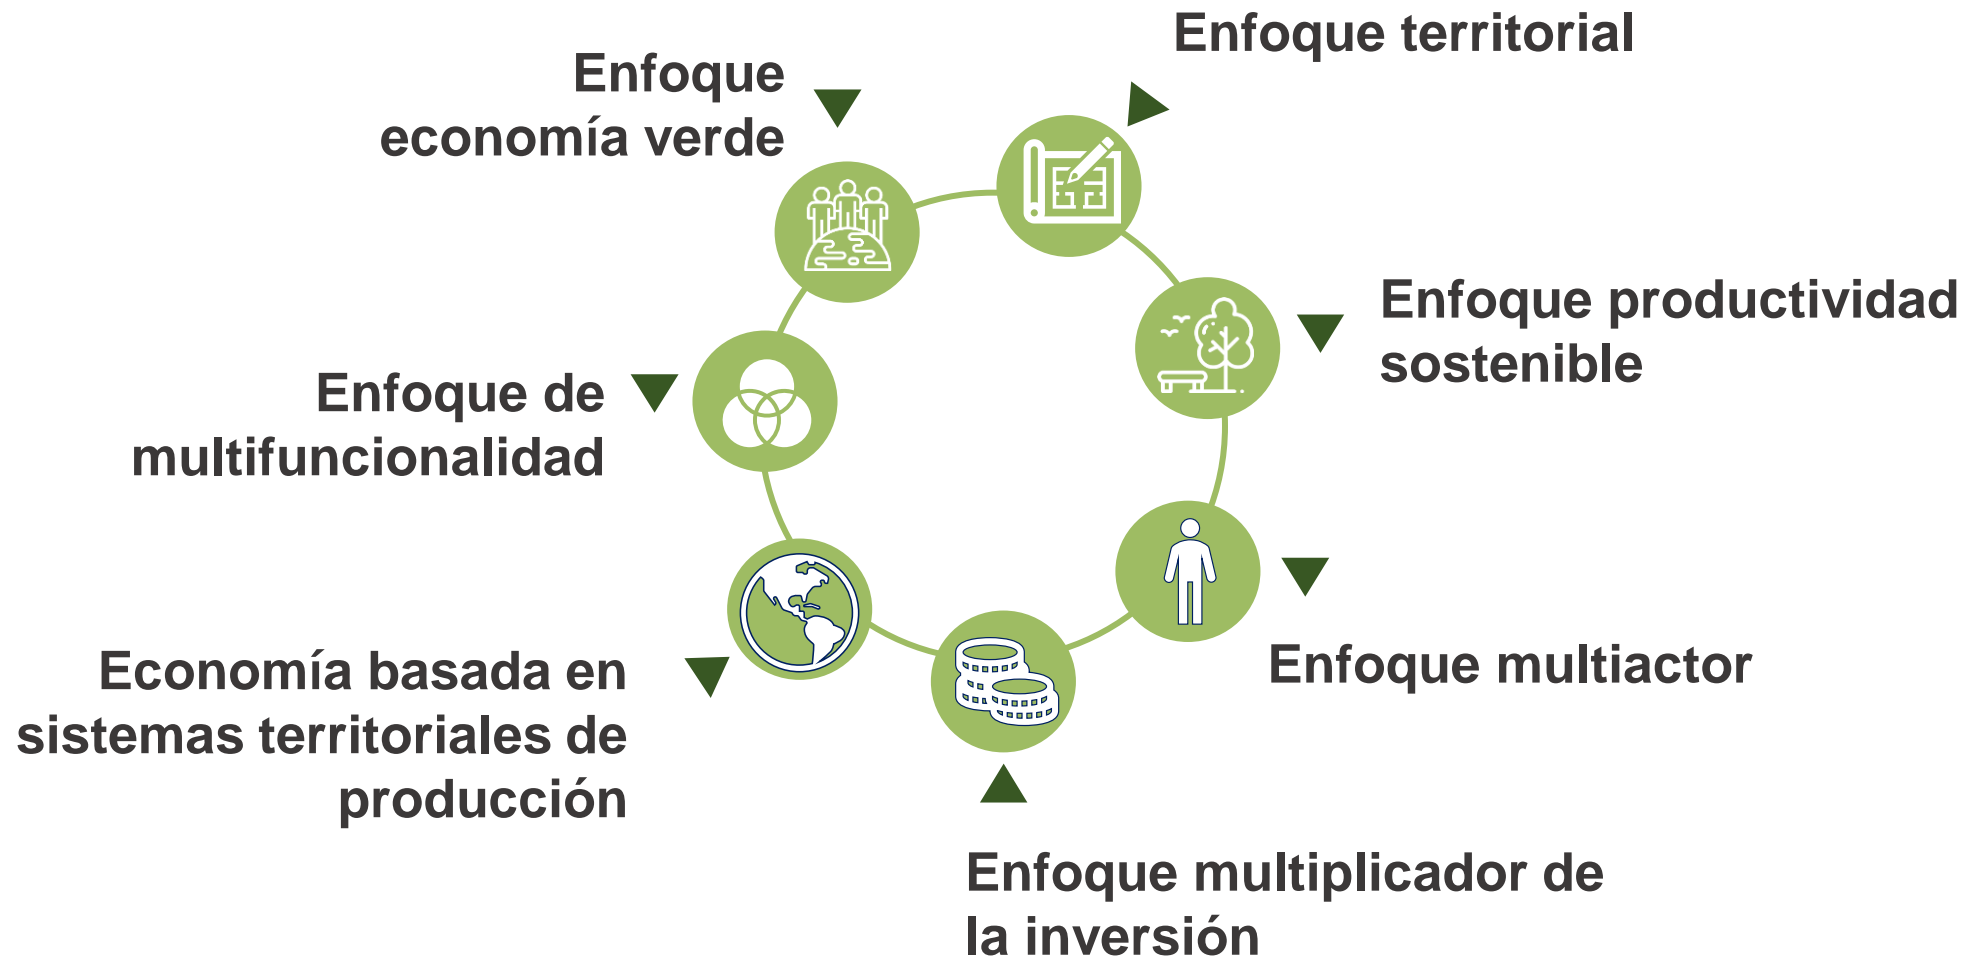 Enfoque territorial
Enfoque
economía verde
Enfoque productividad
sostenible
Enfoque de
multifuncionalidad
Enfoque multiactor
Economía basada en
sistemas territoriales de
producción
Enfoque multiplicador de
la inversión